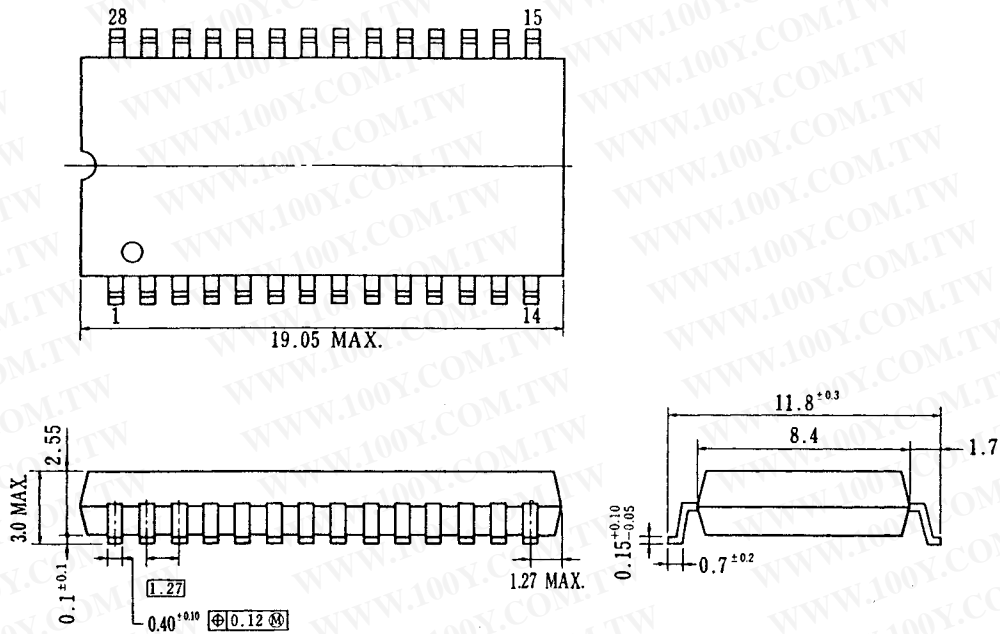 28 15
1 14
19.05 MAX.
11.8 ±0.3
8.4
1.7
2.55
3.0 MAX.
0.1 ±0.1
1.27
0.40 +0.10
⌖ 0.12 Ⓜ
1.27 MAX.
0.15 +0.10 -0.05
0.7 ±0.2
WWW.100Y.COM.TW